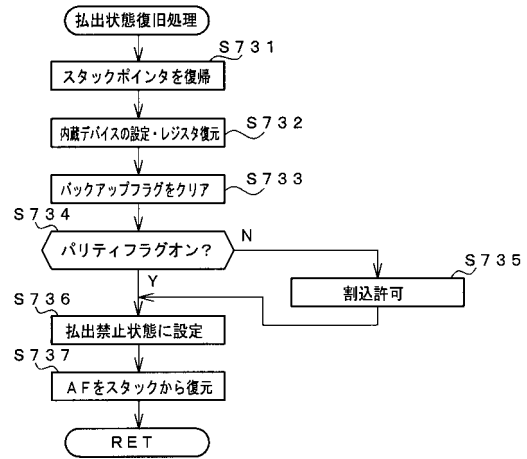 払出状態復旧処理
S731
スタックポインタを復帰
S732
内蔵デバイスの設定・レジスタ復元
S733
バックアップフラグをクリア
S734
パリティフラグオン?
N
Y
S735
割込許可
S736
払出禁止状態に設定
S737
AFをスタックから復元
RET